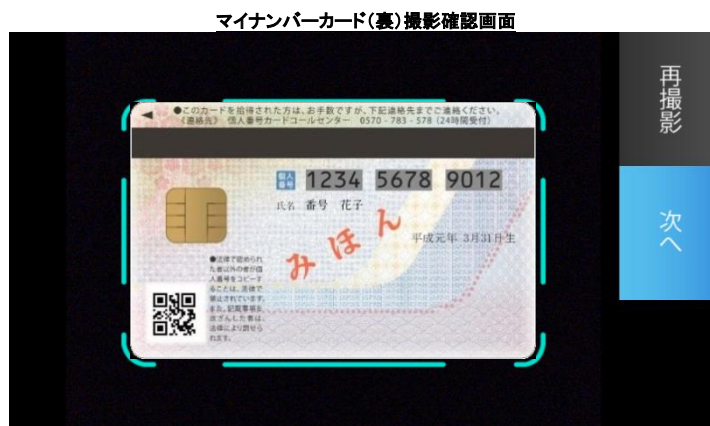 マイナンバーカード（裏）撮影確認画面
●このカードを拾得された方は、お手数ですが、下記連絡先までご連絡ください。
《連絡先》 個人番号カードコールセンター 0570-783-578（24時間受付）
個人番号 1234 5678 9012
氏名 番号 花子
平成元年 3月31日生
みほん
●法律で認められ
た者以外の者が個
人番号をコピーす
ることは、法律で
禁止されています。
また、記載事項を
改ざんした者は、
法律により罰せら
れます。
再撮影
次へ